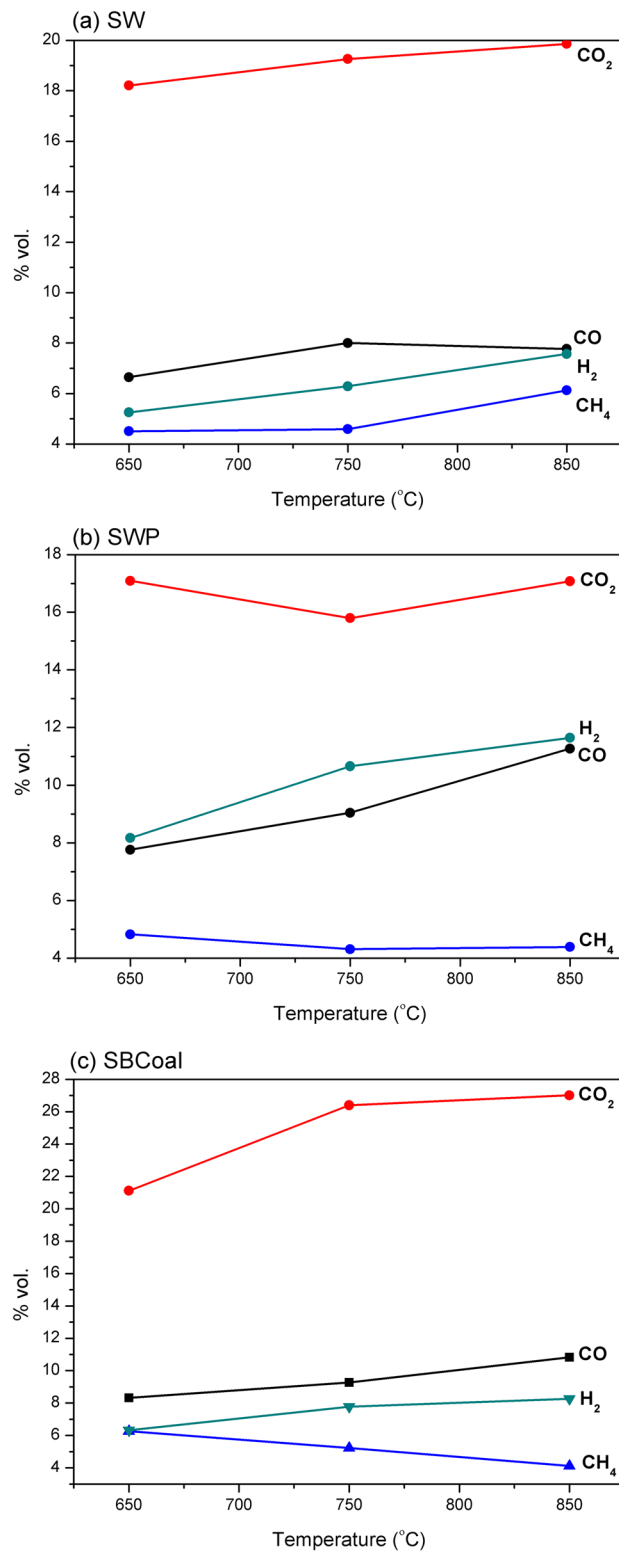 (a) SW
20
18
16
14
12
10
8
6
4
% vol.
CO₂
CO
H₂
CH₄
650 700 750 800 850
Temperature (°C)
(b) SWP
18
16
14
12
10
8
6
4
% vol.
CO₂
H₂
CO
CH₄
650 700 750 800 850
Temperature (°C)
(c) SBCoal
28
26
24
22
20
18
16
14
12
10
8
6
4
% vol.
CO₂
CO
H₂
CH₄
650 700 750 800 850
Temperature (°C)